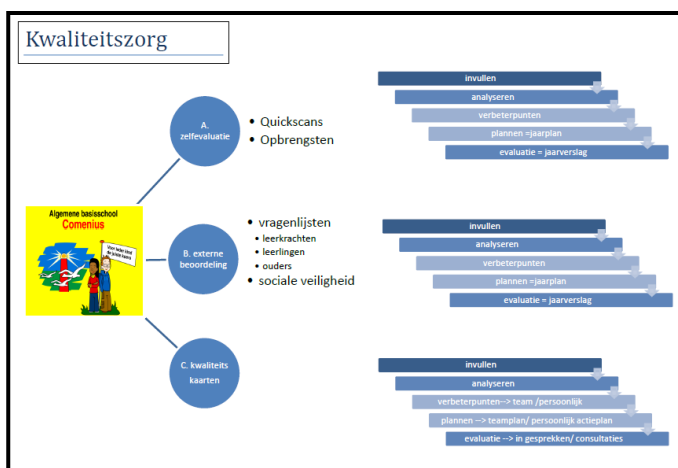 Kwaliteitszorg
A.
zelfevaluatie
• Quickscans
• Opbrengsten
invullen
analyseren
verbeterpunten
plannen =jaarplan
evaluatie = jaarverslag
Algemene basisschool
Comenius
B. externe
beoordeling
• vragenlijsten
• leerkrachten
• leerlingen
• ouders
• sociale veiligheid
invullen
analyseren
verbeterpunten
plannen =jaarplan
evaluatie = jaarverslag
C. kwaliteits
kaarten
invullen
analyseren
verbeterpunten--> team /persoonlijk
plannen --> teamplan/ persoonlijk actieplan
evaluatie --> in gesprekken/ consultaties